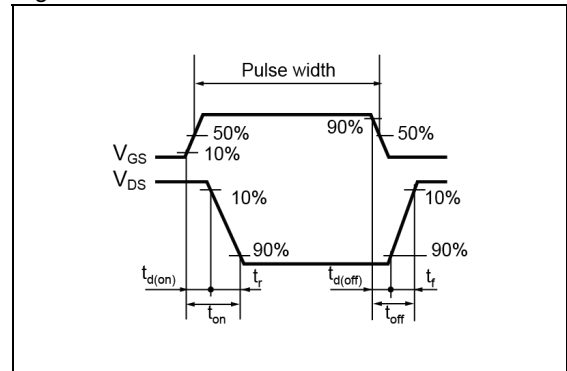 Pulse width
90%
50%
50%
V_GS
10%
V_DS
10%
10%
90%
90%
t_d(on)
t_r
t_d(off)
t_f
t_on
t_off